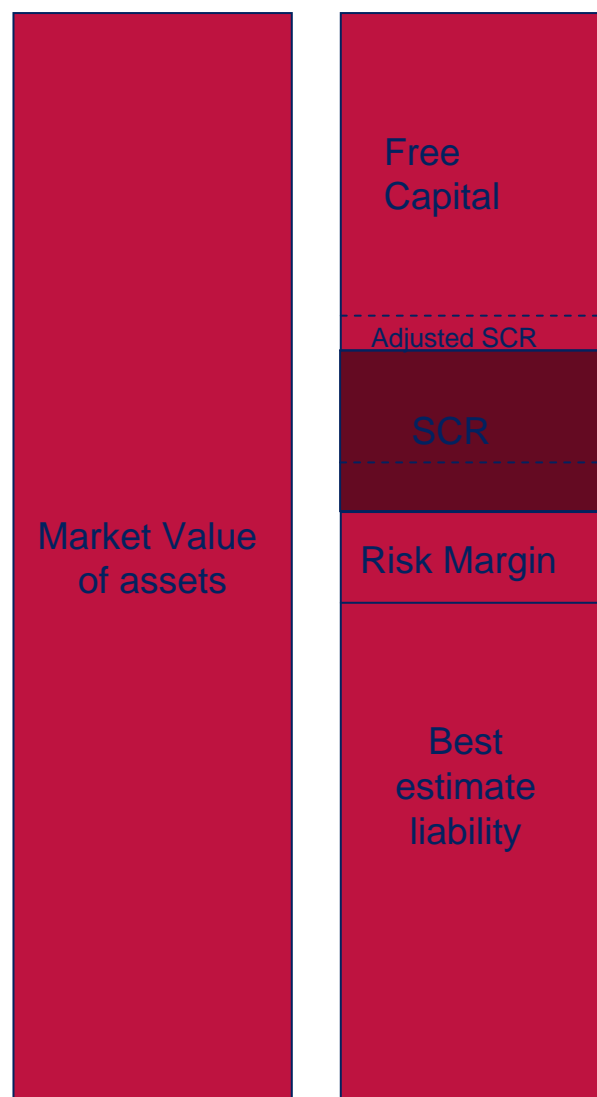 Market Value
of assets
Free
Capital
Adjusted SCR
SCR
Risk Margin
Best
estimate
liability